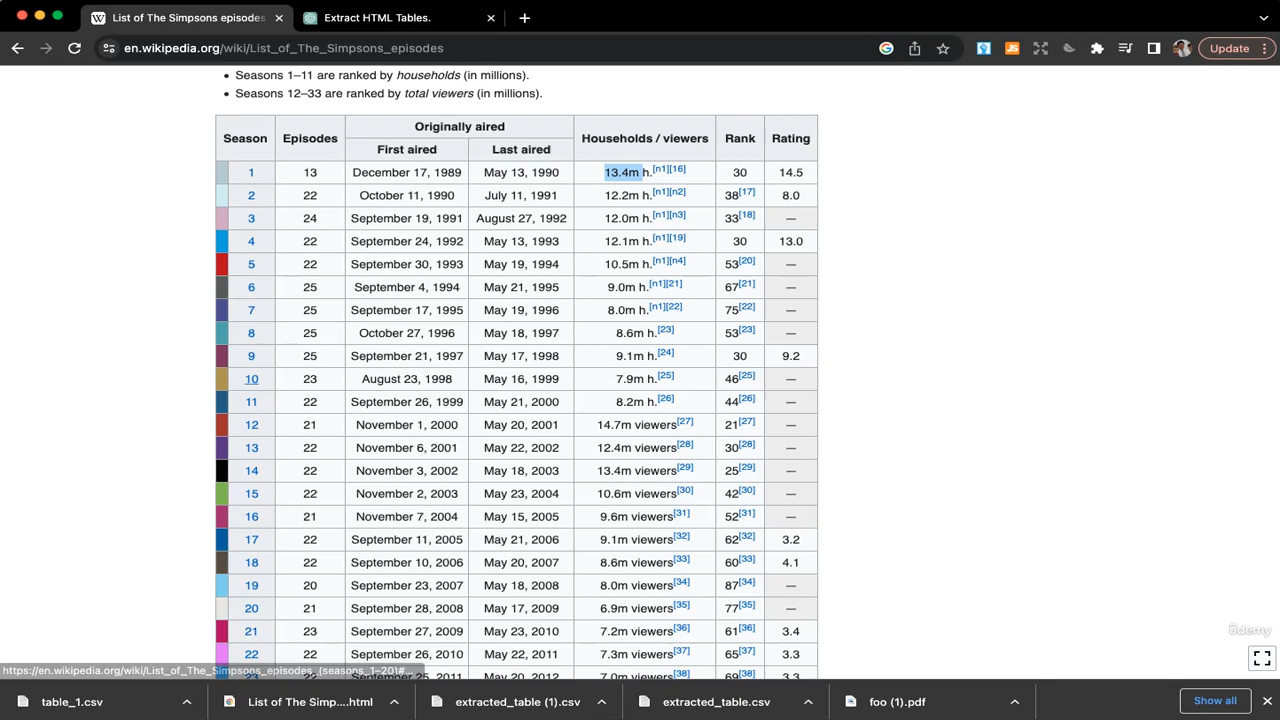 List of The Simpsons episodes
Extract HTML Tables.
en.wikipedia.org/wiki/List_of_The_Simpsons_episodes
Update
• Seasons 1–11 are ranked by households (in millions).
• Seasons 12–33 are ranked by total viewers (in millions).
Season Episodes Originally aired Households / viewers Rank Rating
First aired Last aired
1 13 December 17, 1989 May 13, 1990 13.4m h.[n1][16] 30 14.5
2 22 October 11, 1990 July 11, 1991 12.2m h.[n1][n2] 38[17] 8.0
3 24 September 19, 1991 August 27, 1992 12.0m h.[n1][n3] 33[18] —
4 22 September 24, 1992 May 13, 1993 12.1m h.[n1][19] 30 13.0
5 22 September 30, 1993 May 19, 1994 10.5m h.[n1][n4] 53[20] —
6 25 September 4, 1994 May 21, 1995 9.0m h.[n1][21] 67[21] —
7 25 September 17, 1995 May 19, 1996 8.0m h.[n1][22] 75[22] —
8 25 October 27, 1996 May 18, 1997 8.6m h.[23] 53[23] —
9 25 September 21, 1997 May 17, 1998 9.1m h.[24] 30 9.2
10 23 August 23, 1998 May 16, 1999 7.9m h.[25] 46[25] —
11 22 September 26, 1999 May 21, 2000 8.2m h.[26] 44[26] —
12 21 November 1, 2000 May 20, 2001 14.7m viewers[27] 21[27] —
13 22 November 6, 2001 May 22, 2002 12.4m viewers[28] 30[28] —
14 22 November 3, 2002 May 18, 2003 13.4m viewers[29] 25[29] —
15 22 November 2, 2003 May 23, 2004 10.6m viewers[30] 42[30] —
16 21 November 7, 2004 May 15, 2005 9.6m viewers[31] 52[31] —
17 22 September 11, 2005 May 21, 2006 9.1m viewers[32] 62[32] 3.2
18 22 September 10, 2006 May 20, 2007 8.6m viewers[33] 60[33] 4.1
19 20 September 23, 2007 May 18, 2008 8.0m viewers[34] 87[34] —
20 21 September 28, 2008 May 17, 2009 6.9m viewers[35] 77[35] —
21 23 September 27, 2009 May 23, 2010 7.2m viewers[36] 61[36] 3.4
22 22 September 26, 2010 May 22, 2011 7.3m viewers[37] 65[37] 3.3
25, 2011 May 20, 2012 7.0m viewers[38] 69[38] 3.3
https://en.wikipedia.org/wiki/List_of_The_Simpsons_episodes_(seasons_1–20)#
ûdemy
table_1.csv
List of The Simp....html
extracted_table (1).csv
extracted_table.csv
foo (1).pdf
Show all